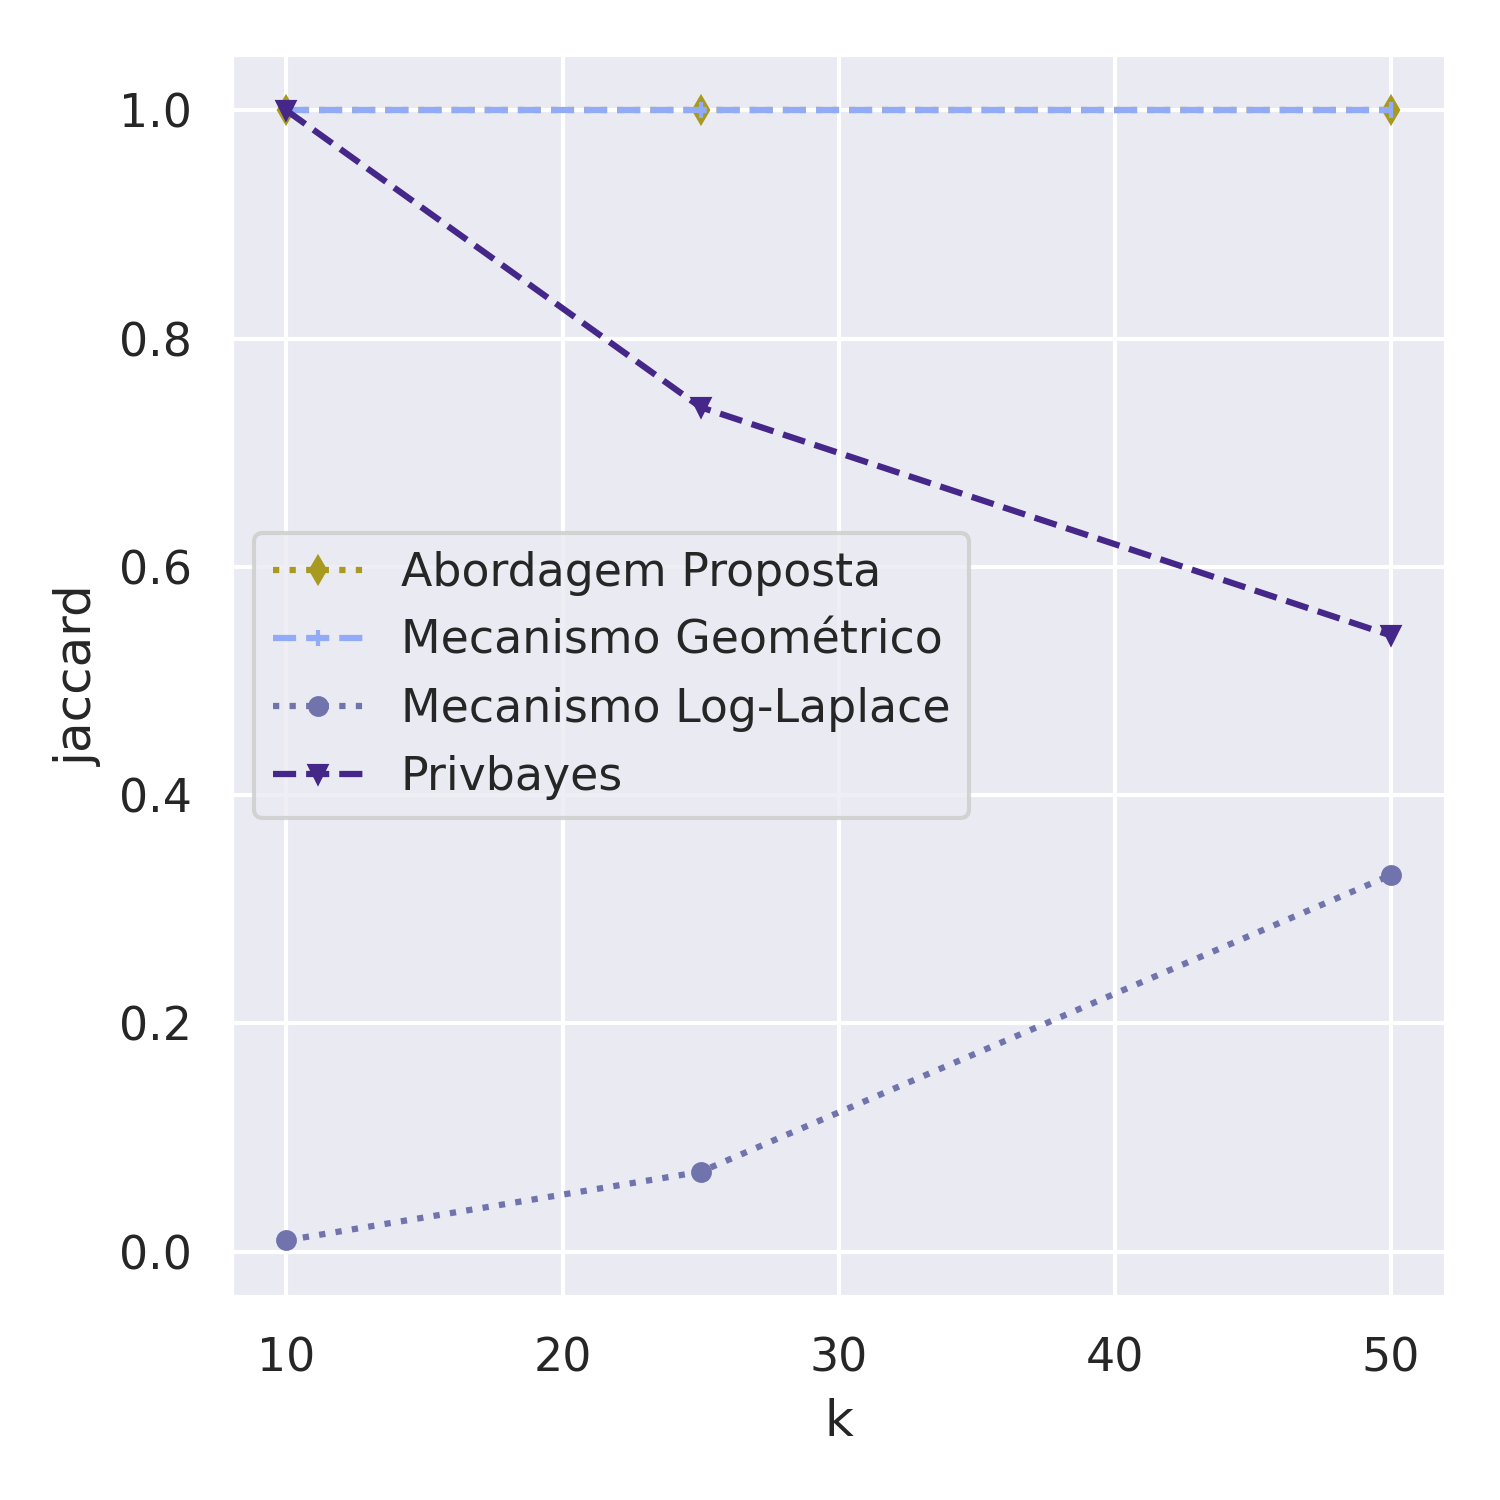 1.0
0.8
0.6
0.4
0.2
0.0
jaccard
Abordagem Proposta
Mecanismo Geométrico
Mecanismo Log-Laplace
Privbayes
10 20 30 40 50
k